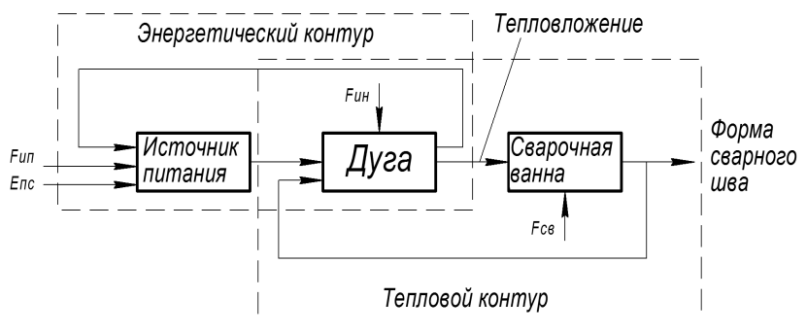 Энергетический контур
Тепловложение
Fин
Fип
Eпс
Источник
питания
Дуга
Сварочная
ванна
Форма
сварного
шва
Fсв
Тепловой контур